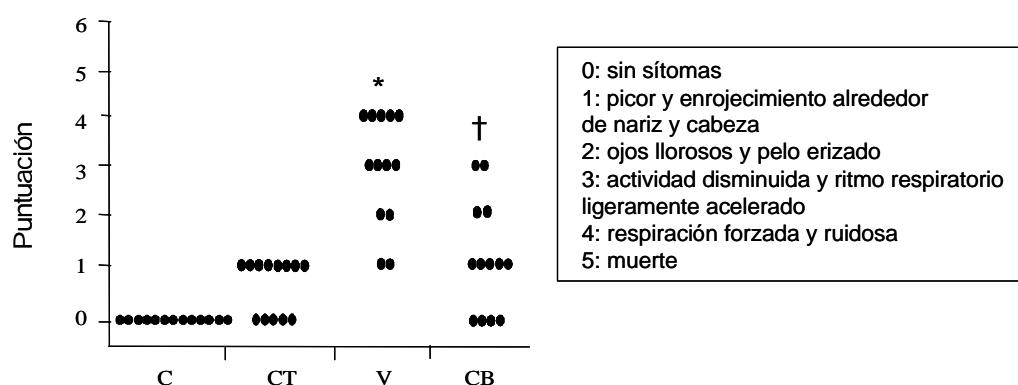 6
5
4
3
2
1
0
Puntuación
*
†
C CT V CB
0: sin sítomas
1: picor y enrojecimiento alrededor
de nariz y cabeza
2: ojos llorosos y pelo erizado
3: actividad disminuida y ritmo respiratorio
ligeramente acelerado
4: respiración forzada y ruidosa
5: muerte